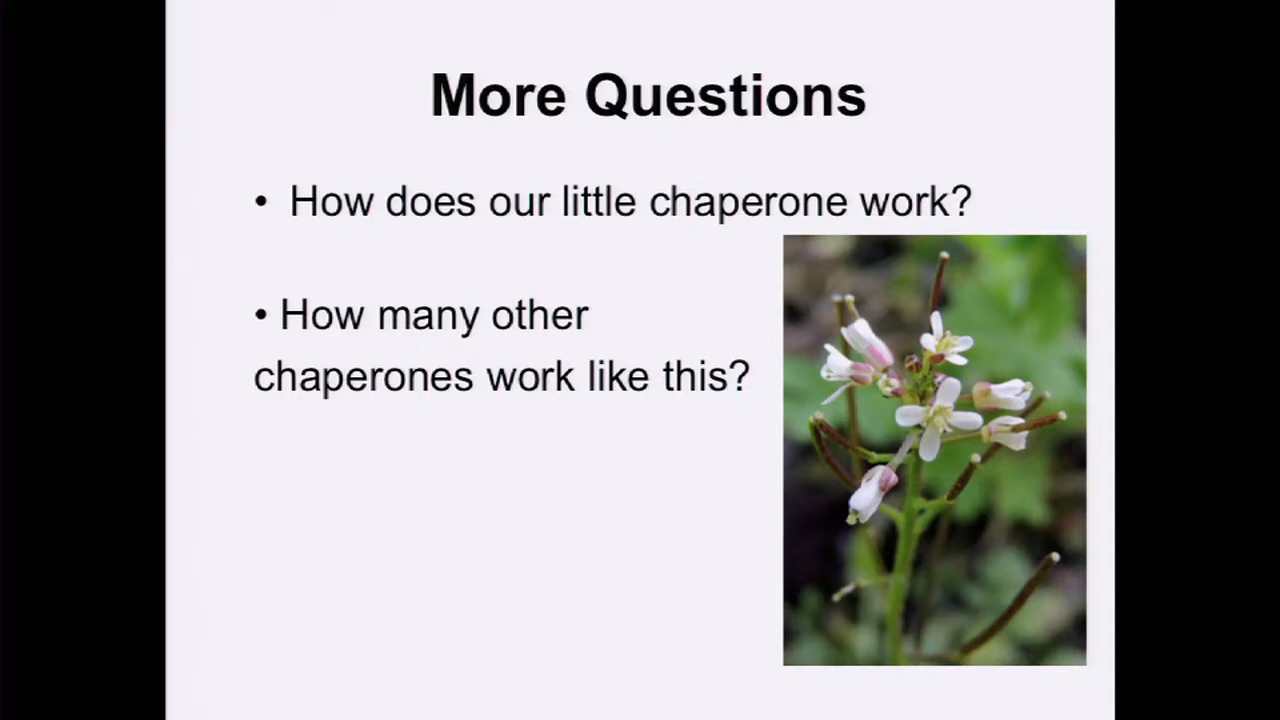 More Questions
• How does our little chaperone work?
• How many other
chaperones work like this?